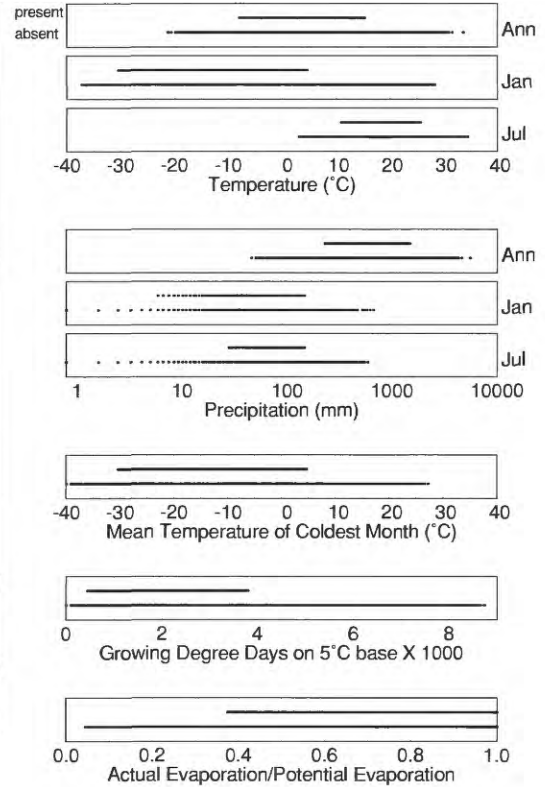 present
absent
Ann
Jan
Jul
-40 -30 -20 -10 0 10 20 30 40
Temperature (°C)
Ann
Jan
Jul
1 10 100 1000 10000
Precipitation (mm)
-40 -30 -20 -10 0 10 20 30 40
Mean Temperature of Coldest Month (°C)
0 2 4 6 8
Growing Degree Days on 5°C base X 1000
0.0 0.2 0.4 0.6 0.8 1.0
Actual Evaporation/Potential Evaporation